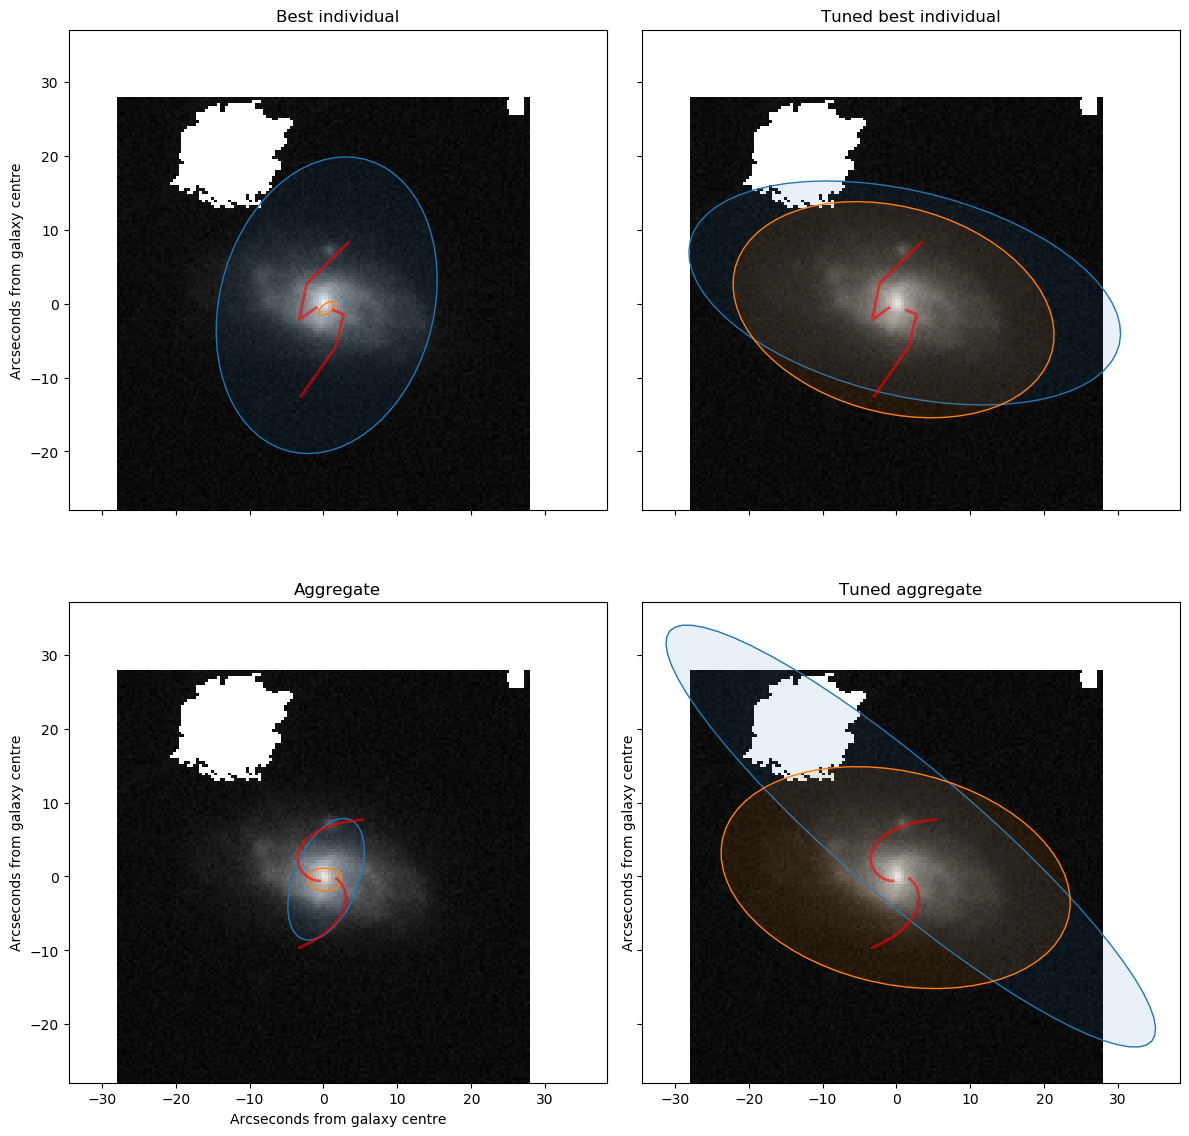 Best individual
Tuned best individual
Arcseconds from galaxy centre
30
20
10
0
−10
−20
Aggregate
Tuned aggregate
Arcseconds from galaxy centre
Arcseconds from galaxy centre
30
20
10
0
−10
−20
−30 −20 −10 0 10 20 30
−30 −20 −10 0 10 20 30
Arcseconds from galaxy centre